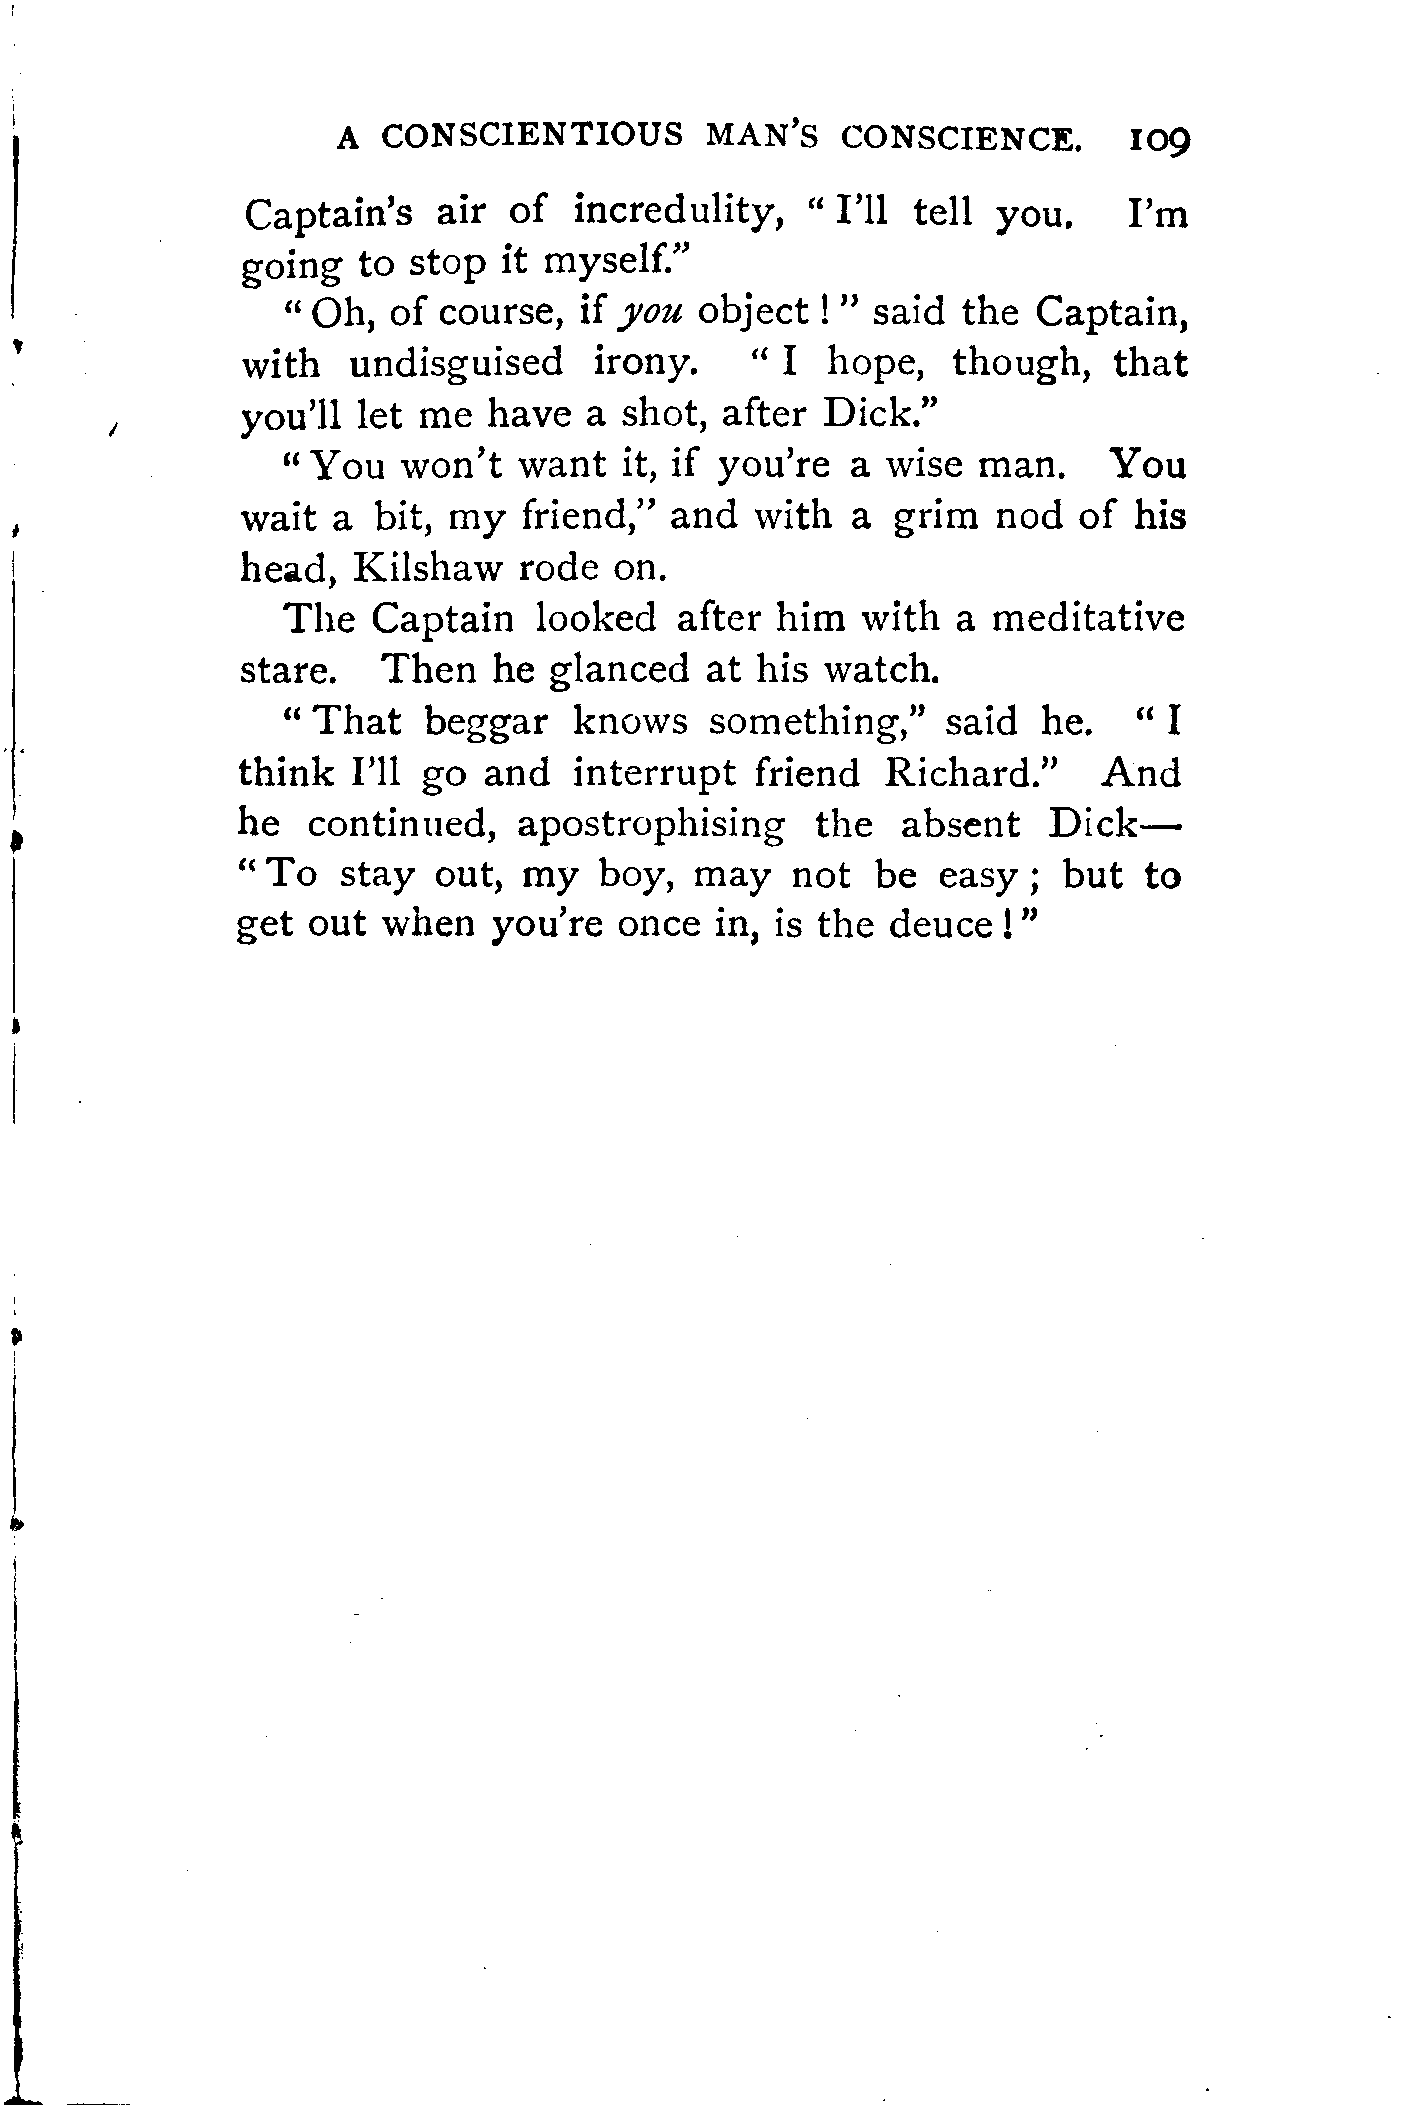 A CONSCIENTIOUS MAN'S CONSCIENCE. 109
Captain's air of incredulity, "I'll tell you. I'm
going to stop it myself."
"Oh, of course, if you object!" said the Captain,
with undisguised irony. "I hope, though, that
you'll let me have a shot, after Dick."
"You won't want it, if you're a wise man. You
wait a bit, my friend," and with a grim nod of his
head, Kilshaw rode on.
The Captain looked after him with a meditative
stare. Then he glanced at his watch.
"That beggar knows something," said he. "I
think I'll go and interrupt friend Richard." And
he continued, apostrophising the absent Dick—
"To stay out, my boy, may not be easy; but to
get out when you're once in, is the deuce!"